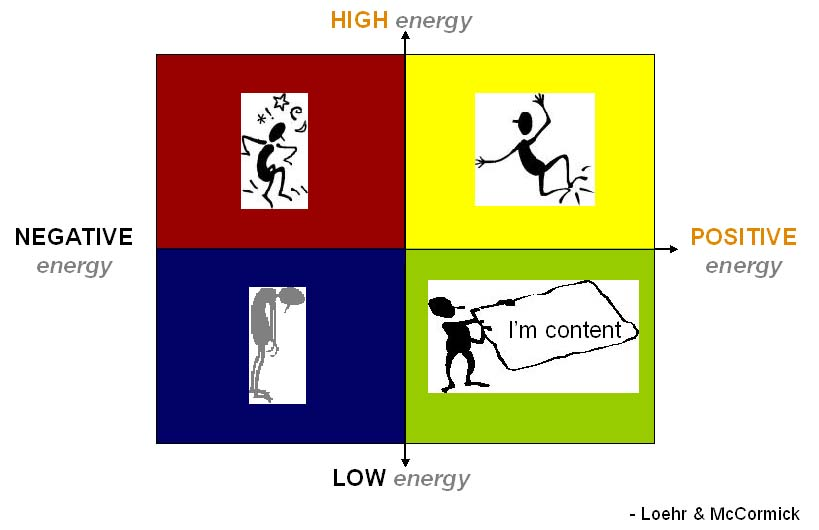 HIGH energy
*!
NEGATIVE
energy
POSITIVE
energy
I'm content
LOW energy
- Loehr & McCormick